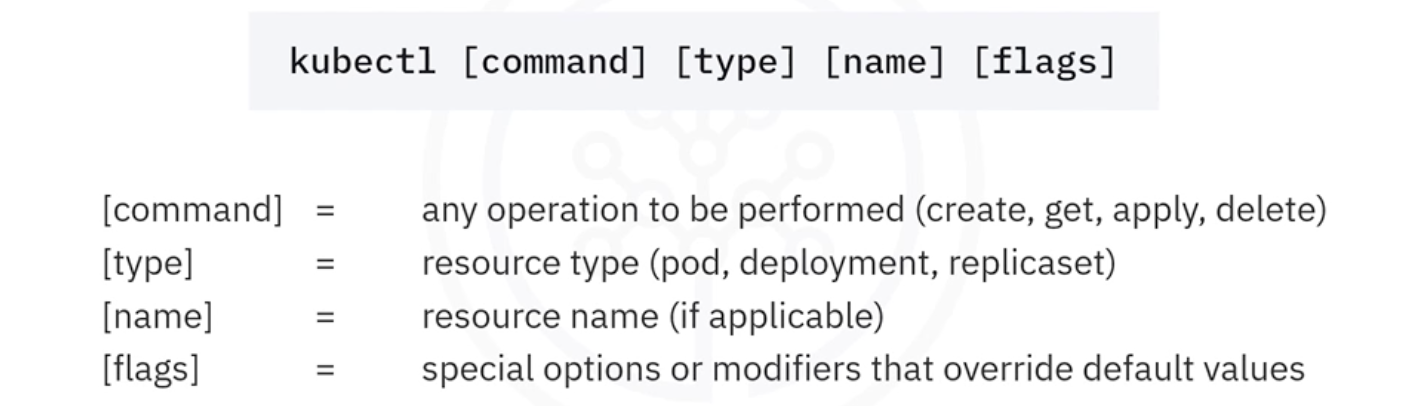 kubectl [command] [type] [name] [flags]
[command] = any operation to be performed (create, get, apply, delete)
[type] = resource type (pod, deployment, replicaset)
[name] = resource name (if applicable)
[flags] = special options or modifiers that override default values